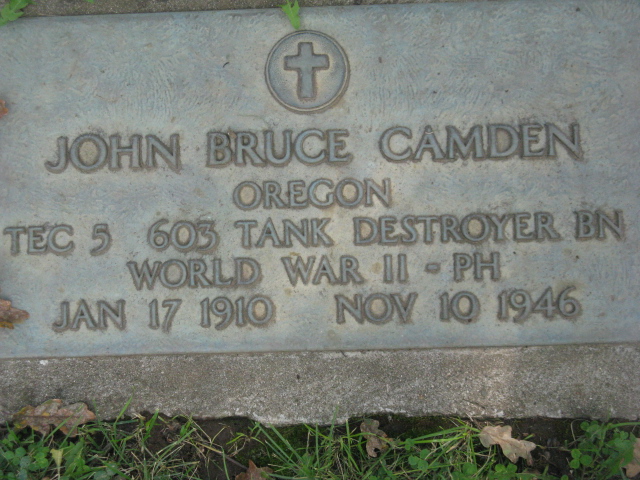 JOHN BRUCE CAMDEN
OREGON
TEC 5 603 TANK DESTROYER BN
WORLD WAR II - PH
JAN 17 1910 NOV 10 1946